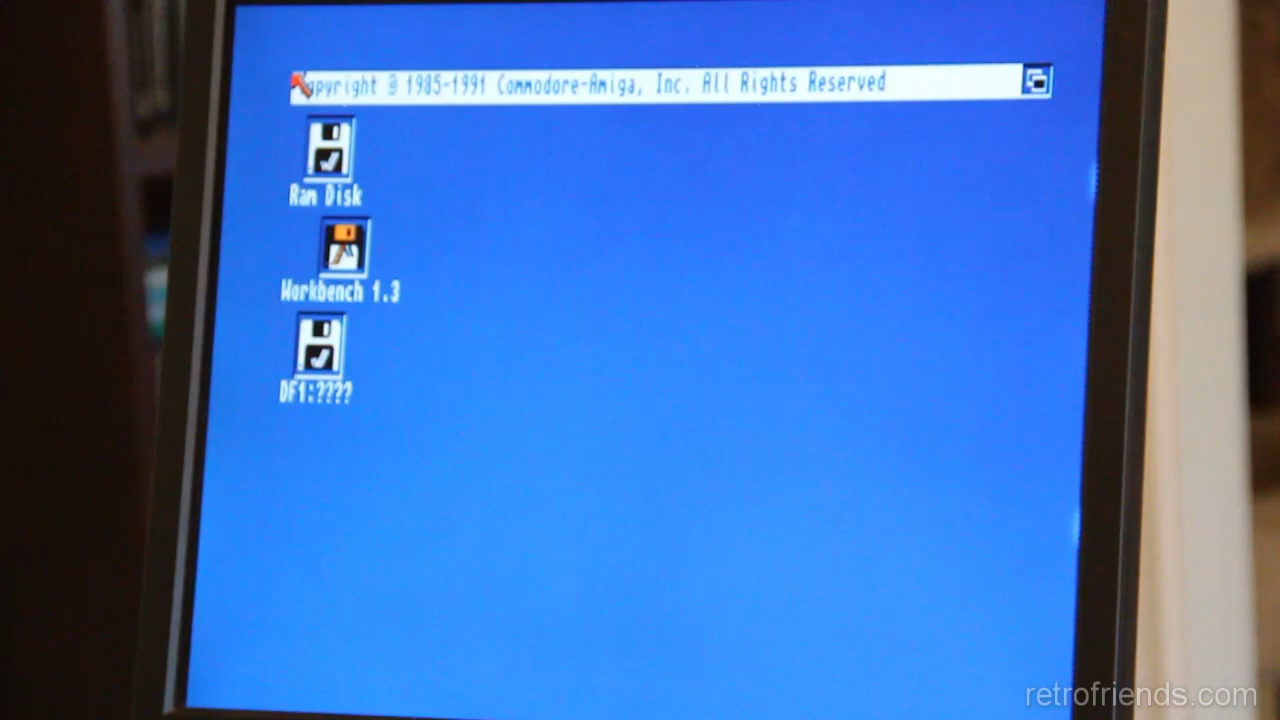 opyright © 1985-1991 Commodore-Amiga, Inc. All Rights Reserved
Ram Disk
Workbench 1.3
DF1:????
retrofriends.com